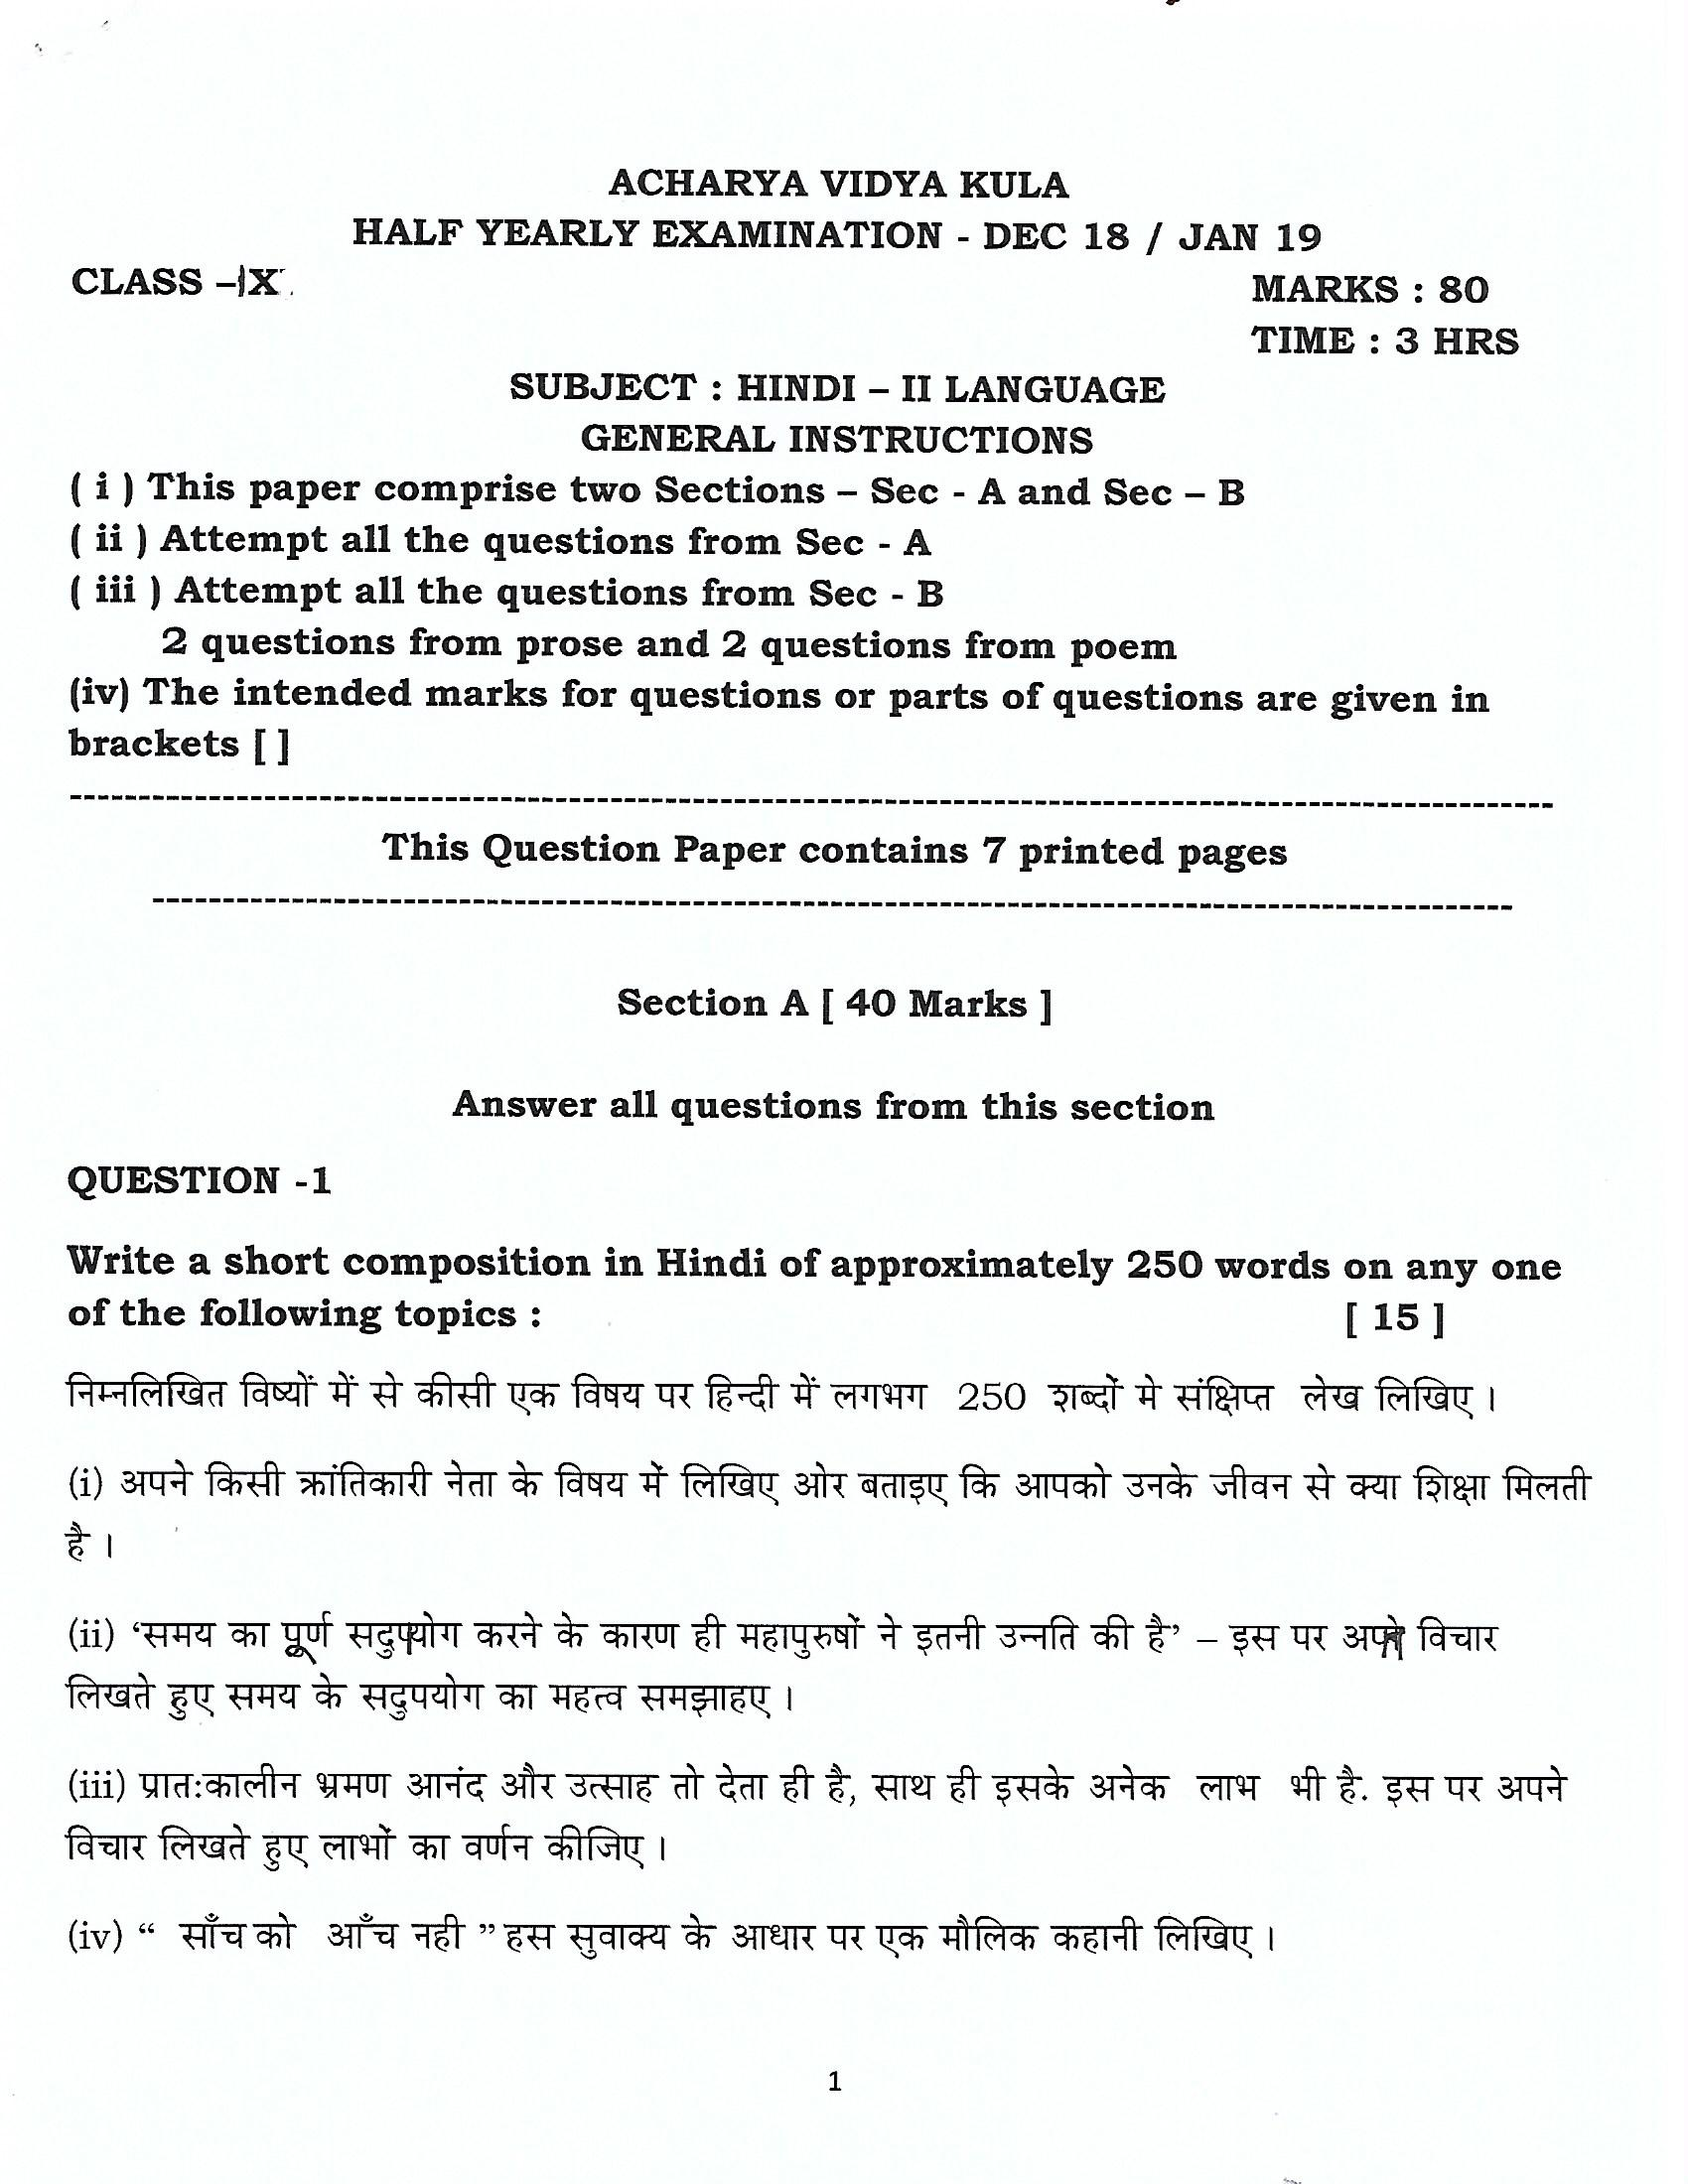 ACHARYA VIDYA KULA
HALF YEARLY EXAMINATION - DEC 18 / JAN 19
CLASS –IX
MARKS : 80
TIME : 3 HRS
SUBJECT : HINDI – II LANGUAGE
GENERAL INSTRUCTIONS
( i ) This paper comprise two Sections – Sec - A and Sec – B
( ii ) Attempt all the questions from Sec - A
( iii ) Attempt all the questions from Sec - B
2 questions from prose and 2 questions from poem
(iv) The intended marks for questions or parts of questions are given in
brackets [ ]
This Question Paper contains 7 printed pages
Section A [ 40 Marks ]
Answer all questions from this section
QUESTION -1
Write a short composition in Hindi of approximately 250 words on any one
of the following topics : [ 15 ]
निम्नलिखित विष्यों में से कीसी एक विषय पर हिन्दी में लगभग 250 शब्दों मे संक्षिप्त लेख लिखिए ।
(i) अपने किसी क्रांतिकारी नेता के विषय में लिखिए ओर बताइए कि आपको उनके जीवन से क्या शिक्षा मिलती
है ।
(ii) ‘समय का पूर्ण सदुपयोग करने के कारण ही महापुरुषों ने इतनी उन्नति की है’ – इस पर अपने विचार
लिखते हुए समय के सदुपयोग का महत्व समझाहए ।
(iii) प्रातःकालीन भ्रमण आनंद और उत्साह तो देता ही है, साथ ही इसके अनेक लाभ भी है. इस पर अपने
विचार लिखते हुए लाभों का वर्णन कीजिए ।
(iv) “ साँच को आँच नही ” हस सुवाक्य के आधार पर एक मौलिक कहानी लिखिए ।
1